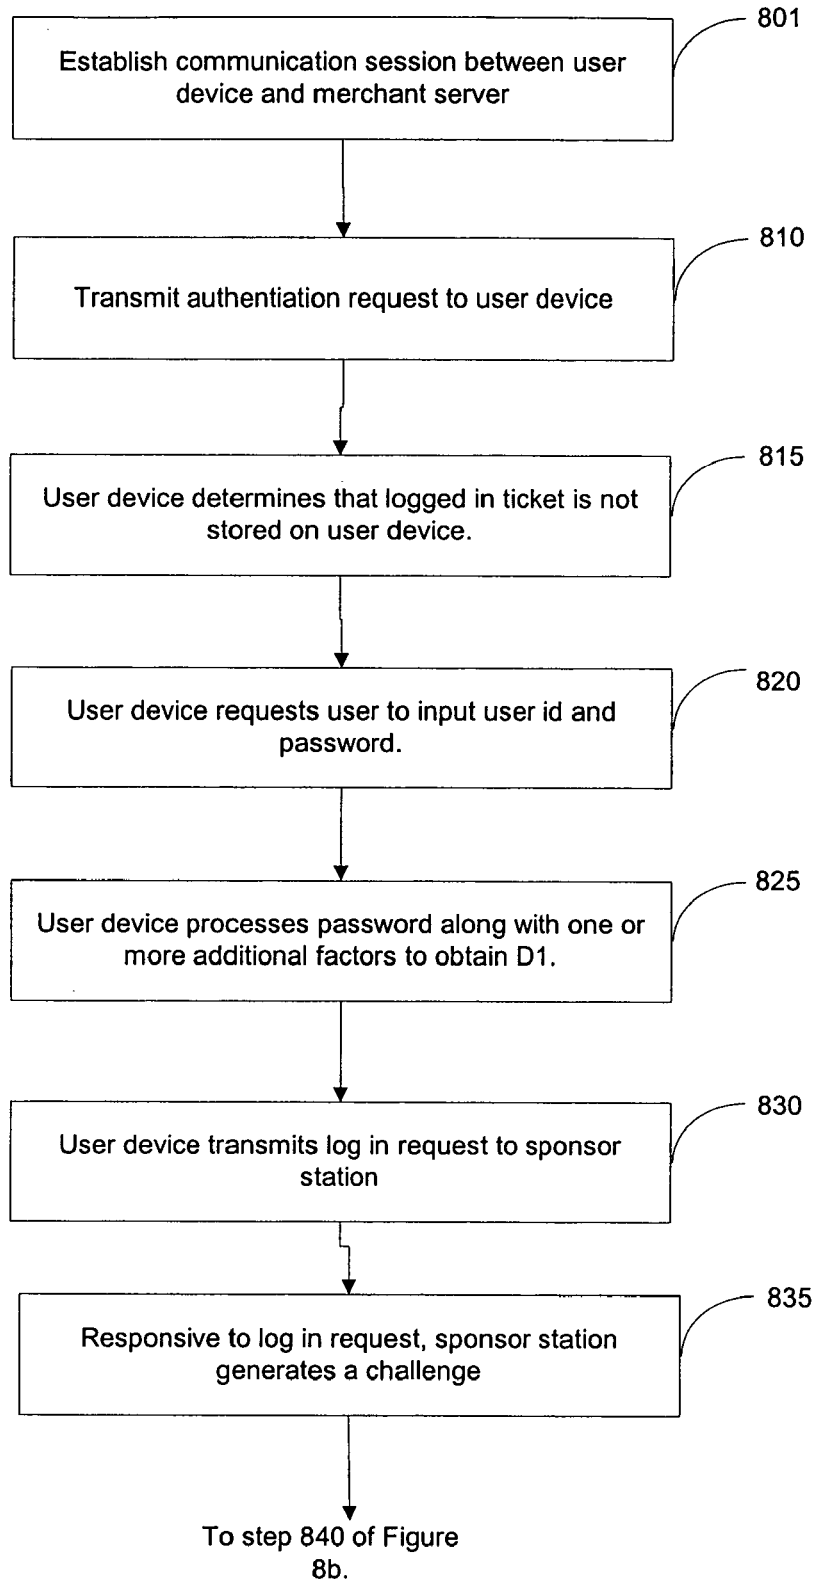 801
Establish communication session between user
device and merchant server
810
Transmit authentiation request to user device
815
User device determines that logged in ticket is not
stored on user device.
820
User device requests user to input user id and
password.
825
User device processes password along with one or
more additional factors to obtain D1.
830
User device transmits log in request to sponsor
station
835
Responsive to log in request, sponsor station
generates a challenge
To step 840 of Figure
8b.